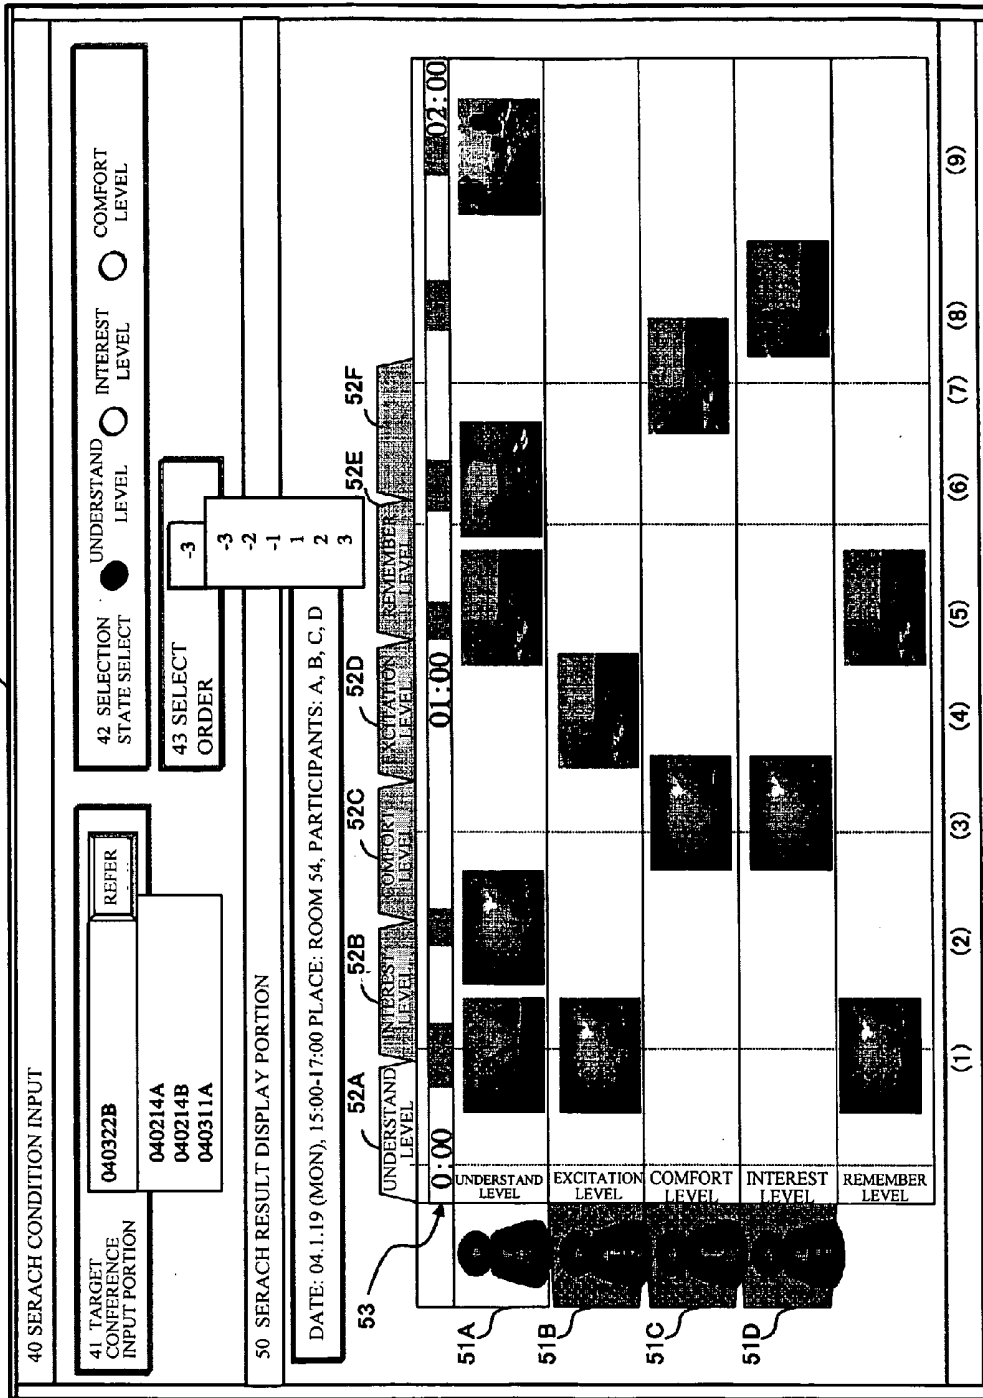 40 SERACH CONDITION INPUT
41 TARGET
CONFERENCE
INPUT PORTION
040322B
REFER
040214A
040214B
040311A
42 SELECTION
STATE SELECT
UNDERSTAND
LEVEL
INTEREST
LEVEL
COMFORT
LEVEL
43 SELECT
ORDER
-3
-3
-2
-1
1
2
3
50 SERACH RESULT DISPLAY PORTION
DATE: 04.1.19 (MON), 15:00-17:00 PLACE: ROOM 54, PARTICIPANTS: A, B, C, D
52A
52B
52C
52D
52E
52F
UNDERSTAND
LEVEL
INTEREST
LEVEL
COMFORT
LEVEL
EXCITATION
LEVEL
REMEMBER
LEVEL
53
0:00
01:00
02:00
51A
UNDERSTAND
LEVEL
51B
EXCITATION
LEVEL
51C
COMFORT
LEVEL
51D
INTEREST
LEVEL
REMEMBER
LEVEL
(1)
(2)
(3)
(4)
(5)
(6)
(7)
(8)
(9)